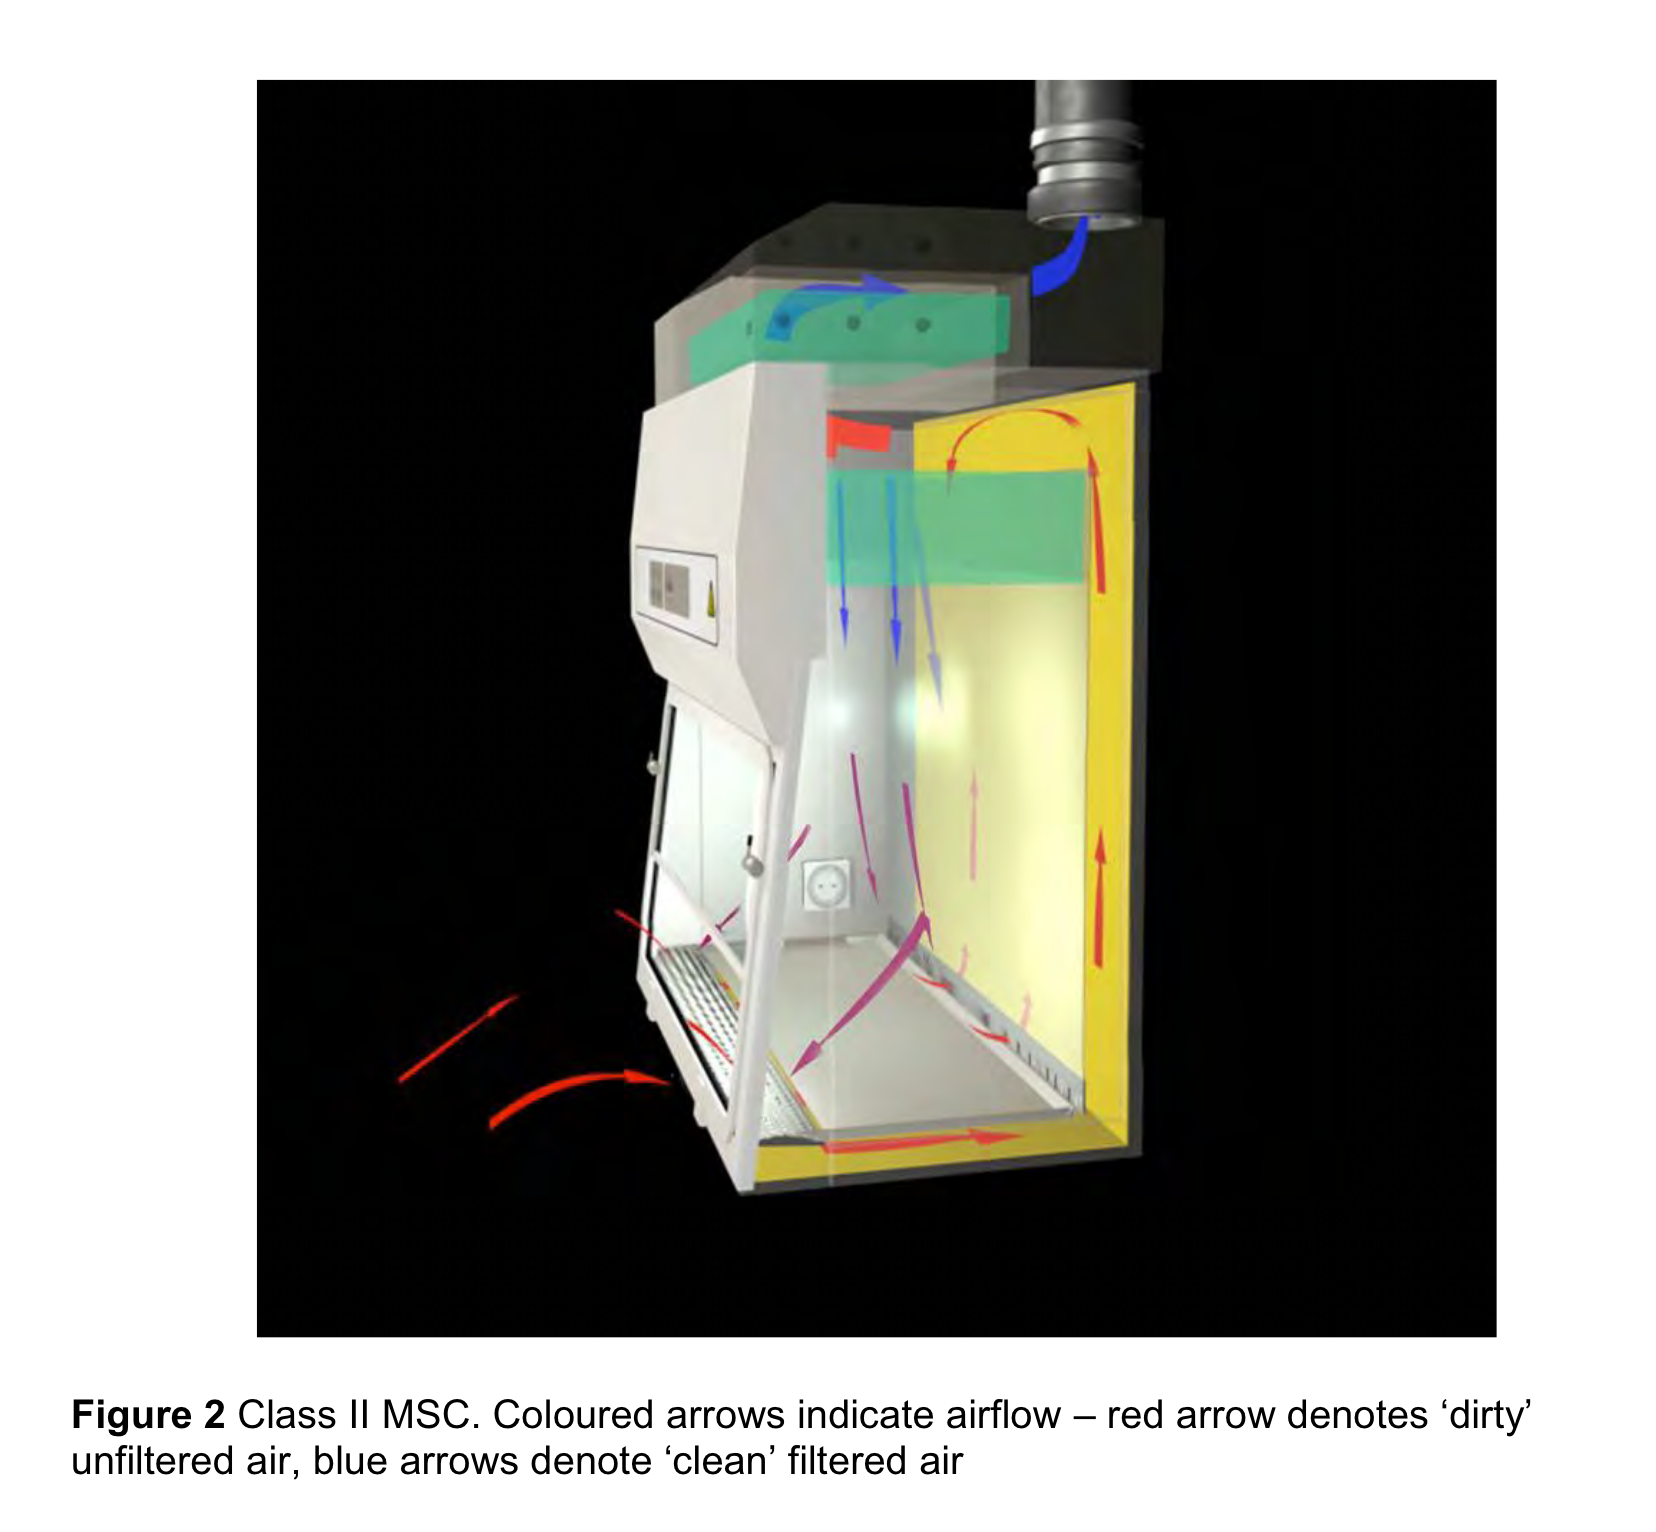 Figure 2 Class II MSC. Coloured arrows indicate airflow – red arrow denotes ‘dirty’
unfiltered air, blue arrows denote ‘clean’ filtered air